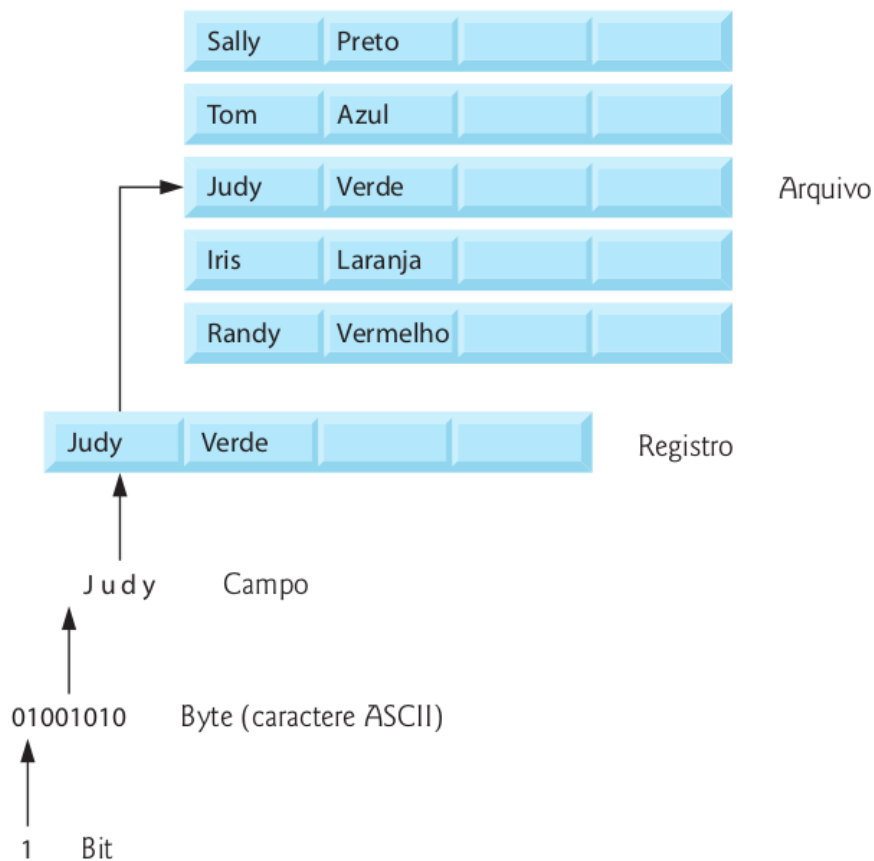 Sally Preto
Tom Azul
Judy Verde Arquivo
Iris Laranja
Randy Vermelho
Judy Verde Registro
Judy Campo
01001010 Byte (caractere ASCII)
1 Bit